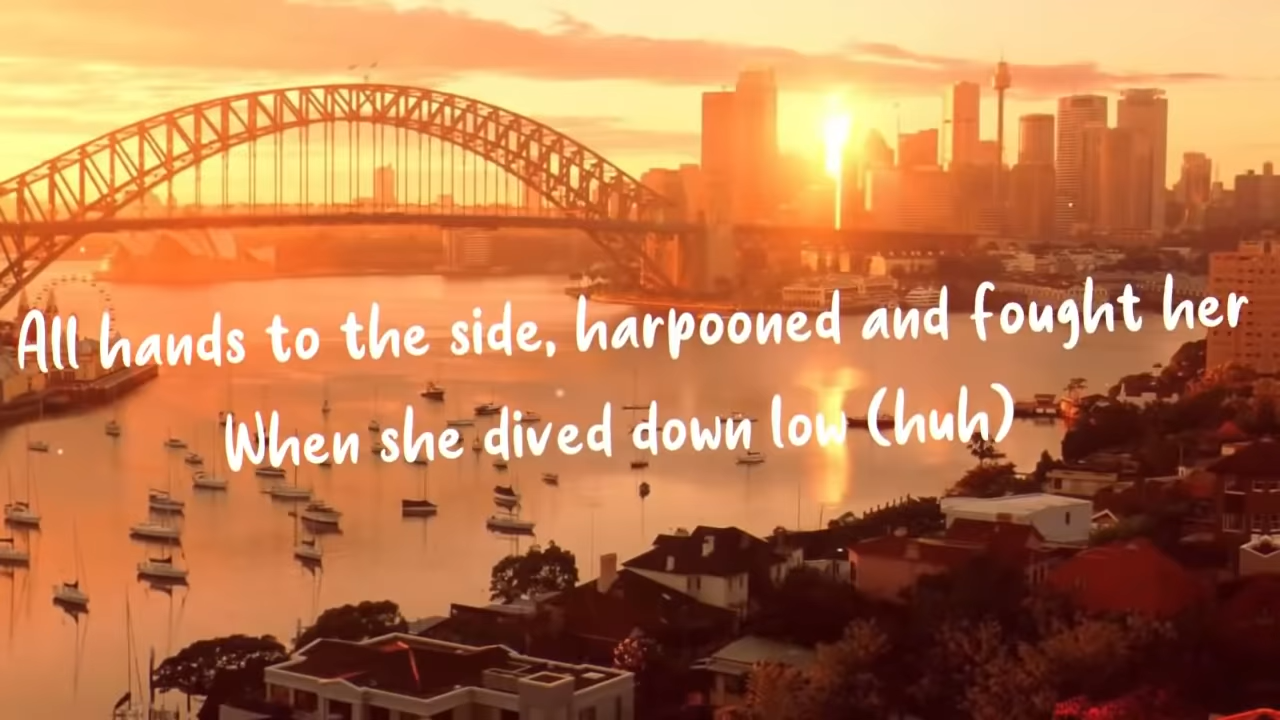 All hands to the side, harpooned and fought her
When she dived down low (huh)